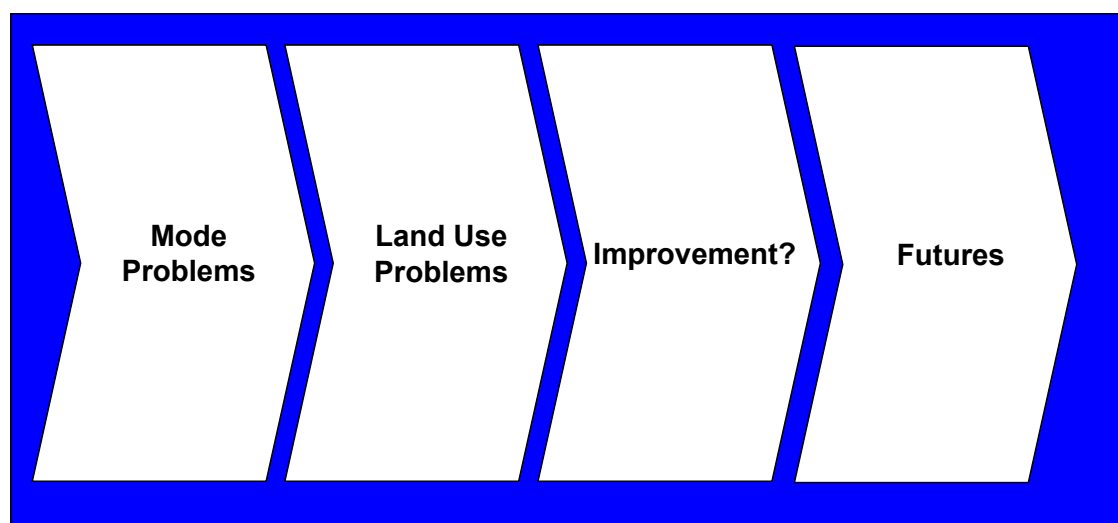 Mode
Problems
Land Use
Problems
Improvement?
Futures